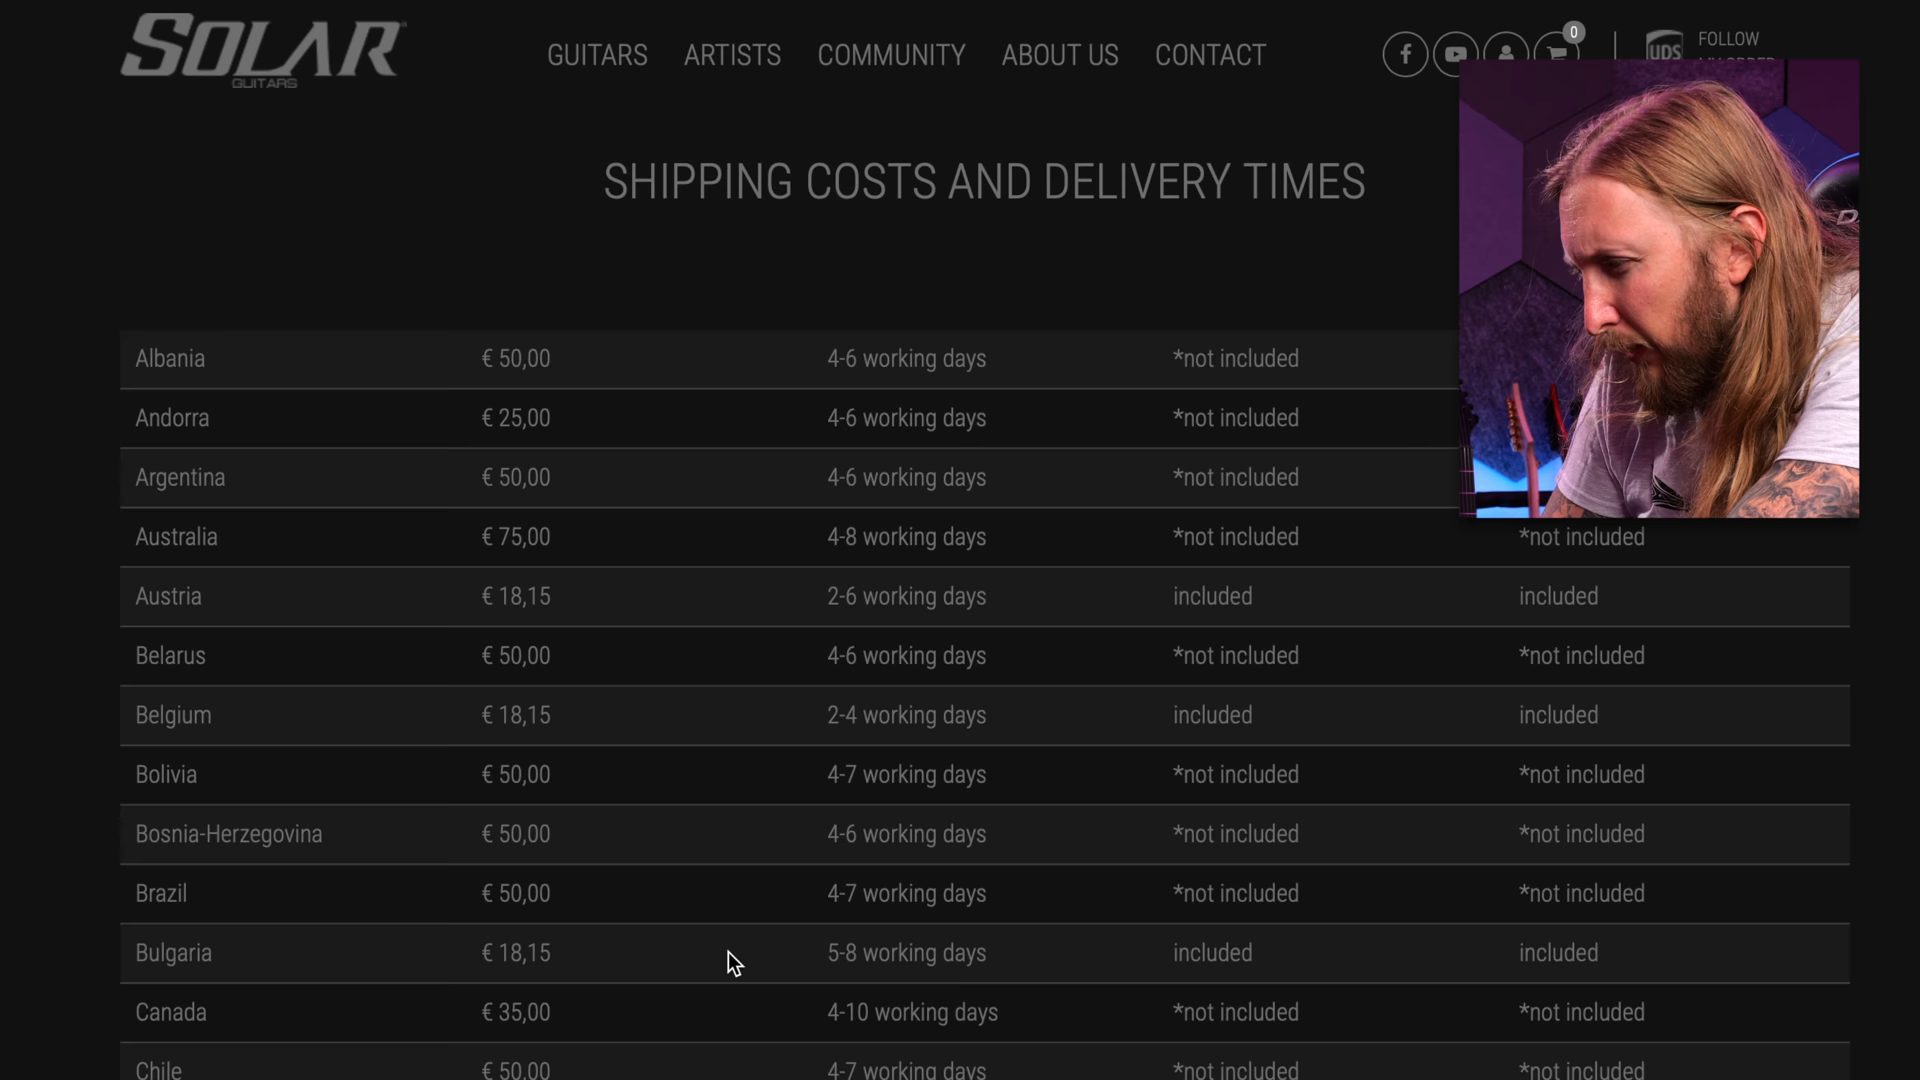 SOLAR
GUITARS
GUITARS ARTISTS COMMUNITY ABOUT US CONTACT
0
UDS
FOLLOW
SHIPPING COSTS AND DELIVERY TIMES
Albania € 50,00 4-6 working days *not included
Andorra € 25,00 4-6 working days *not included
Argentina € 50,00 4-6 working days *not included
Australia € 75,00 4-8 working days *not included *not included
Austria € 18,15 2-6 working days included included
Belarus € 50,00 4-6 working days *not included *not included
Belgium € 18,15 2-4 working days included included
Bolivia € 50,00 4-7 working days *not included *not included
Bosnia-Herzegovina € 50,00 4-6 working days *not included *not included
Brazil € 50,00 4-7 working days *not included *not included
Bulgaria € 18,15 5-8 working days included included
Canada € 35,00 4-10 working days *not included *not included
Chile € 50,00 4-7 working days *not included *not included